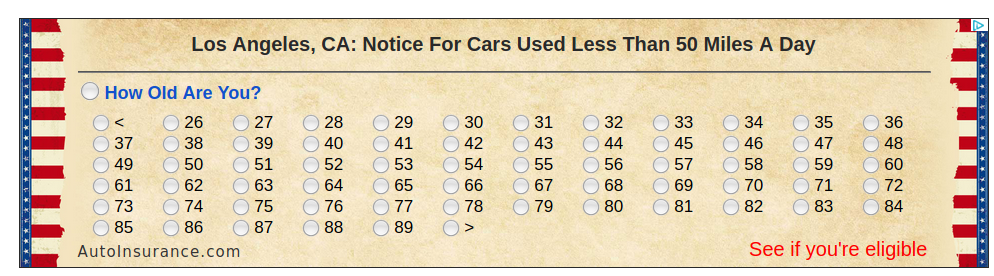 Los Angeles, CA: Notice For Cars Used Less Than 50 Miles A Day
How Old Are You?
< 26 27 28 29 30 31 32 33 34 35 36
37 38 39 40 41 42 43 44 45 46 47 48
49 50 51 52 53 54 55 56 57 58 59 60
61 62 63 64 65 66 67 68 69 70 71 72
73 74 75 76 77 78 79 80 81 82 83 84
85 86 87 88 89 >
AutoInsurance.com See if you're eligible